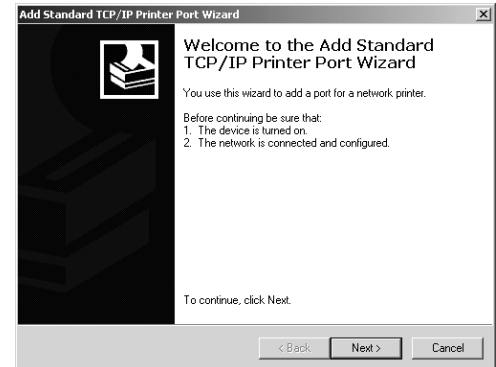 Add Standard TCP/IP Printer Port Wizard
Welcome to the Add Standard
TCP/IP Printer Port Wizard
You use this wizard to add a port for a network printer.
Before continuing be sure that:
1. The device is turned on.
2. The network is connected and configured.
To continue, click Next.
< Back Next > Cancel